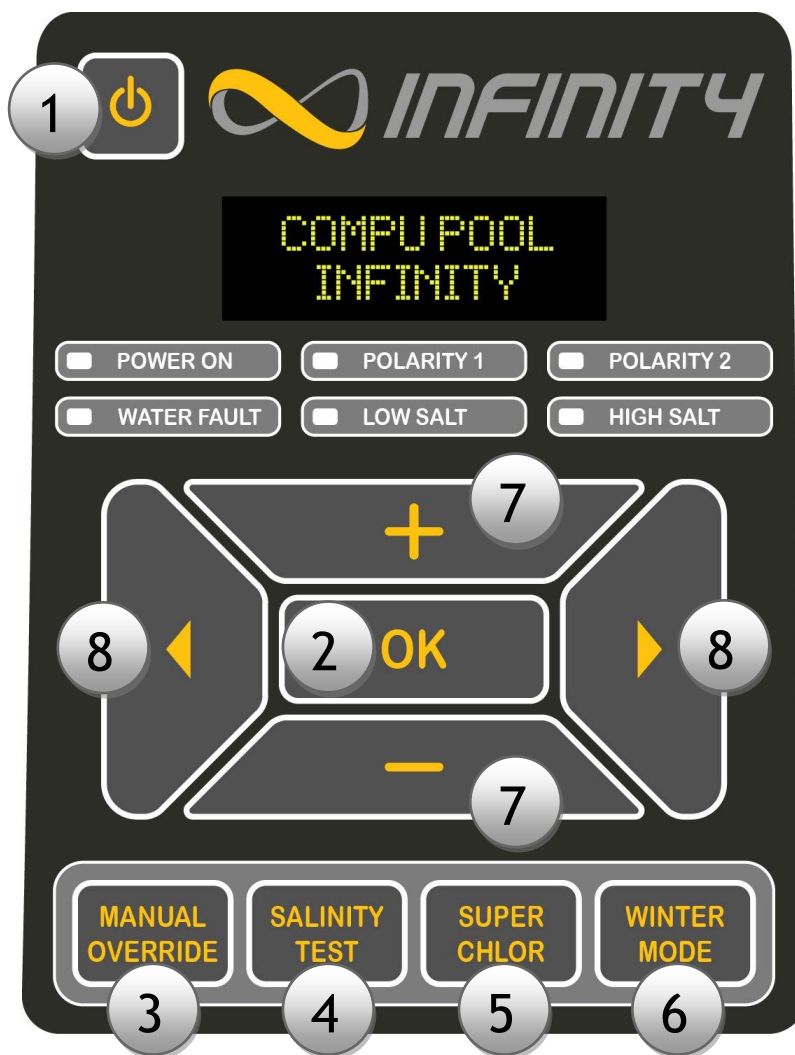 1
INFINITY
COMPU POOL
INFINITY
POWER ON
POLARITY 1
POLARITY 2
WATER FAULT
LOW SALT
HIGH SALT
7
+
8
2
OK
8
−
7
MANUAL
OVERRIDE
SALINITY
TEST
SUPER
CHLOR
WINTER
MODE
3
4
5
6